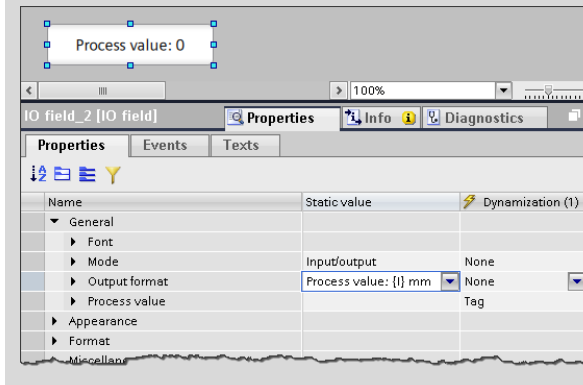 Process value: 0
100%
IO field_2 [IO field]
Properties
Info
Diagnostics
Properties
Events
Texts
Name
Static value
Dynamization (1)
General
Font
Mode
Input/output
None
Output format
Process value: {I} mm
None
Process value
Tag
Appearance
Format
Miscellan